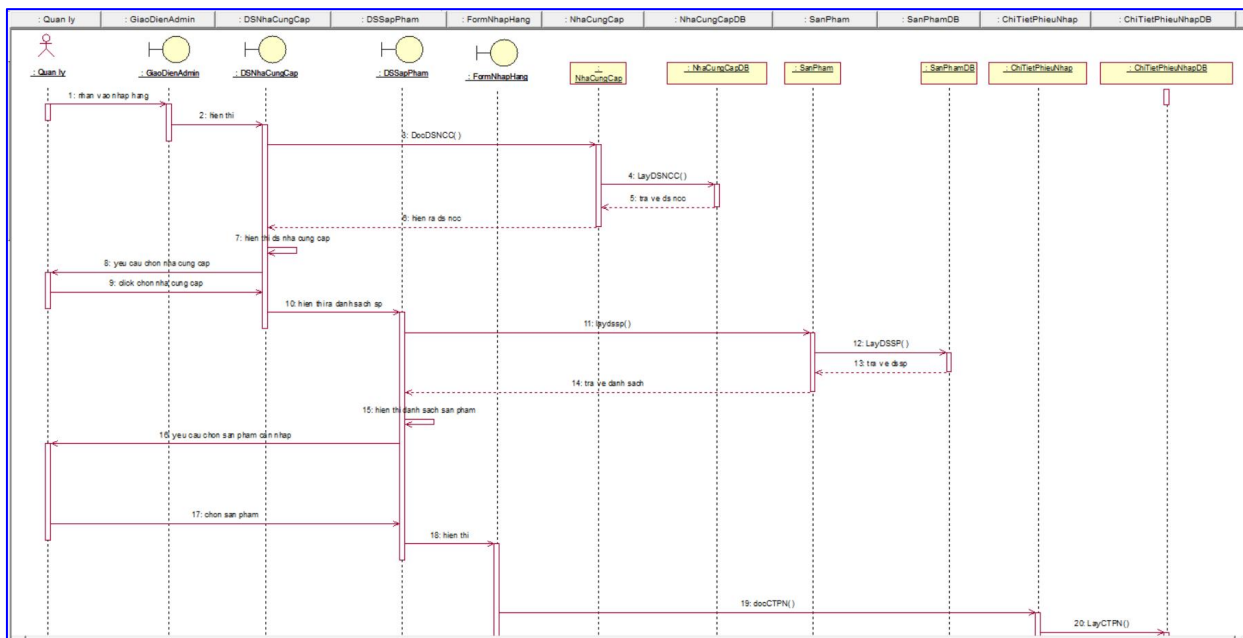 : Quan ly
: GiaoDienAdmin
: DSNhaCungCap
: DSSapPham
: FormNhapHang
: NhaCungCap
: NhaCungCapDB
: SanPham
: SanPhamDB
: ChiTietPhieuNhap
: ChiTietPhieuNhapDB
: Quan ly
: GiaoDienAdmin
: DSNhaCungCap
: DSSapPham
: FormNhapHang
:
NhaCungCap
: NhaCungCapDB
: SanPham
: SanPhamDB
: ChiTietPhieuNhap
: ChiTietPhieuNhapDB
1: nhan vao nhap hang
2: hien thi
3: DocDSNCC( )
4: LayDSNCC()
5: tra ve ds ncc
6: hien ra ds ncc
7: hien thi ds nha cung cap
8: yeu cau chon nha cung cap
9: click chon nha cung cap
10: hien thi ra danh sach sp
11: laydssp()
12: LayDSSP( )
13: tra ve dssp
14: tra ve danh sach
15: hien thi danh sach san pham
16: yeu cau chon san pham can nhap
17: chon san pham
18: hien thi
19: docCTPN( )
20: LayCTPN()